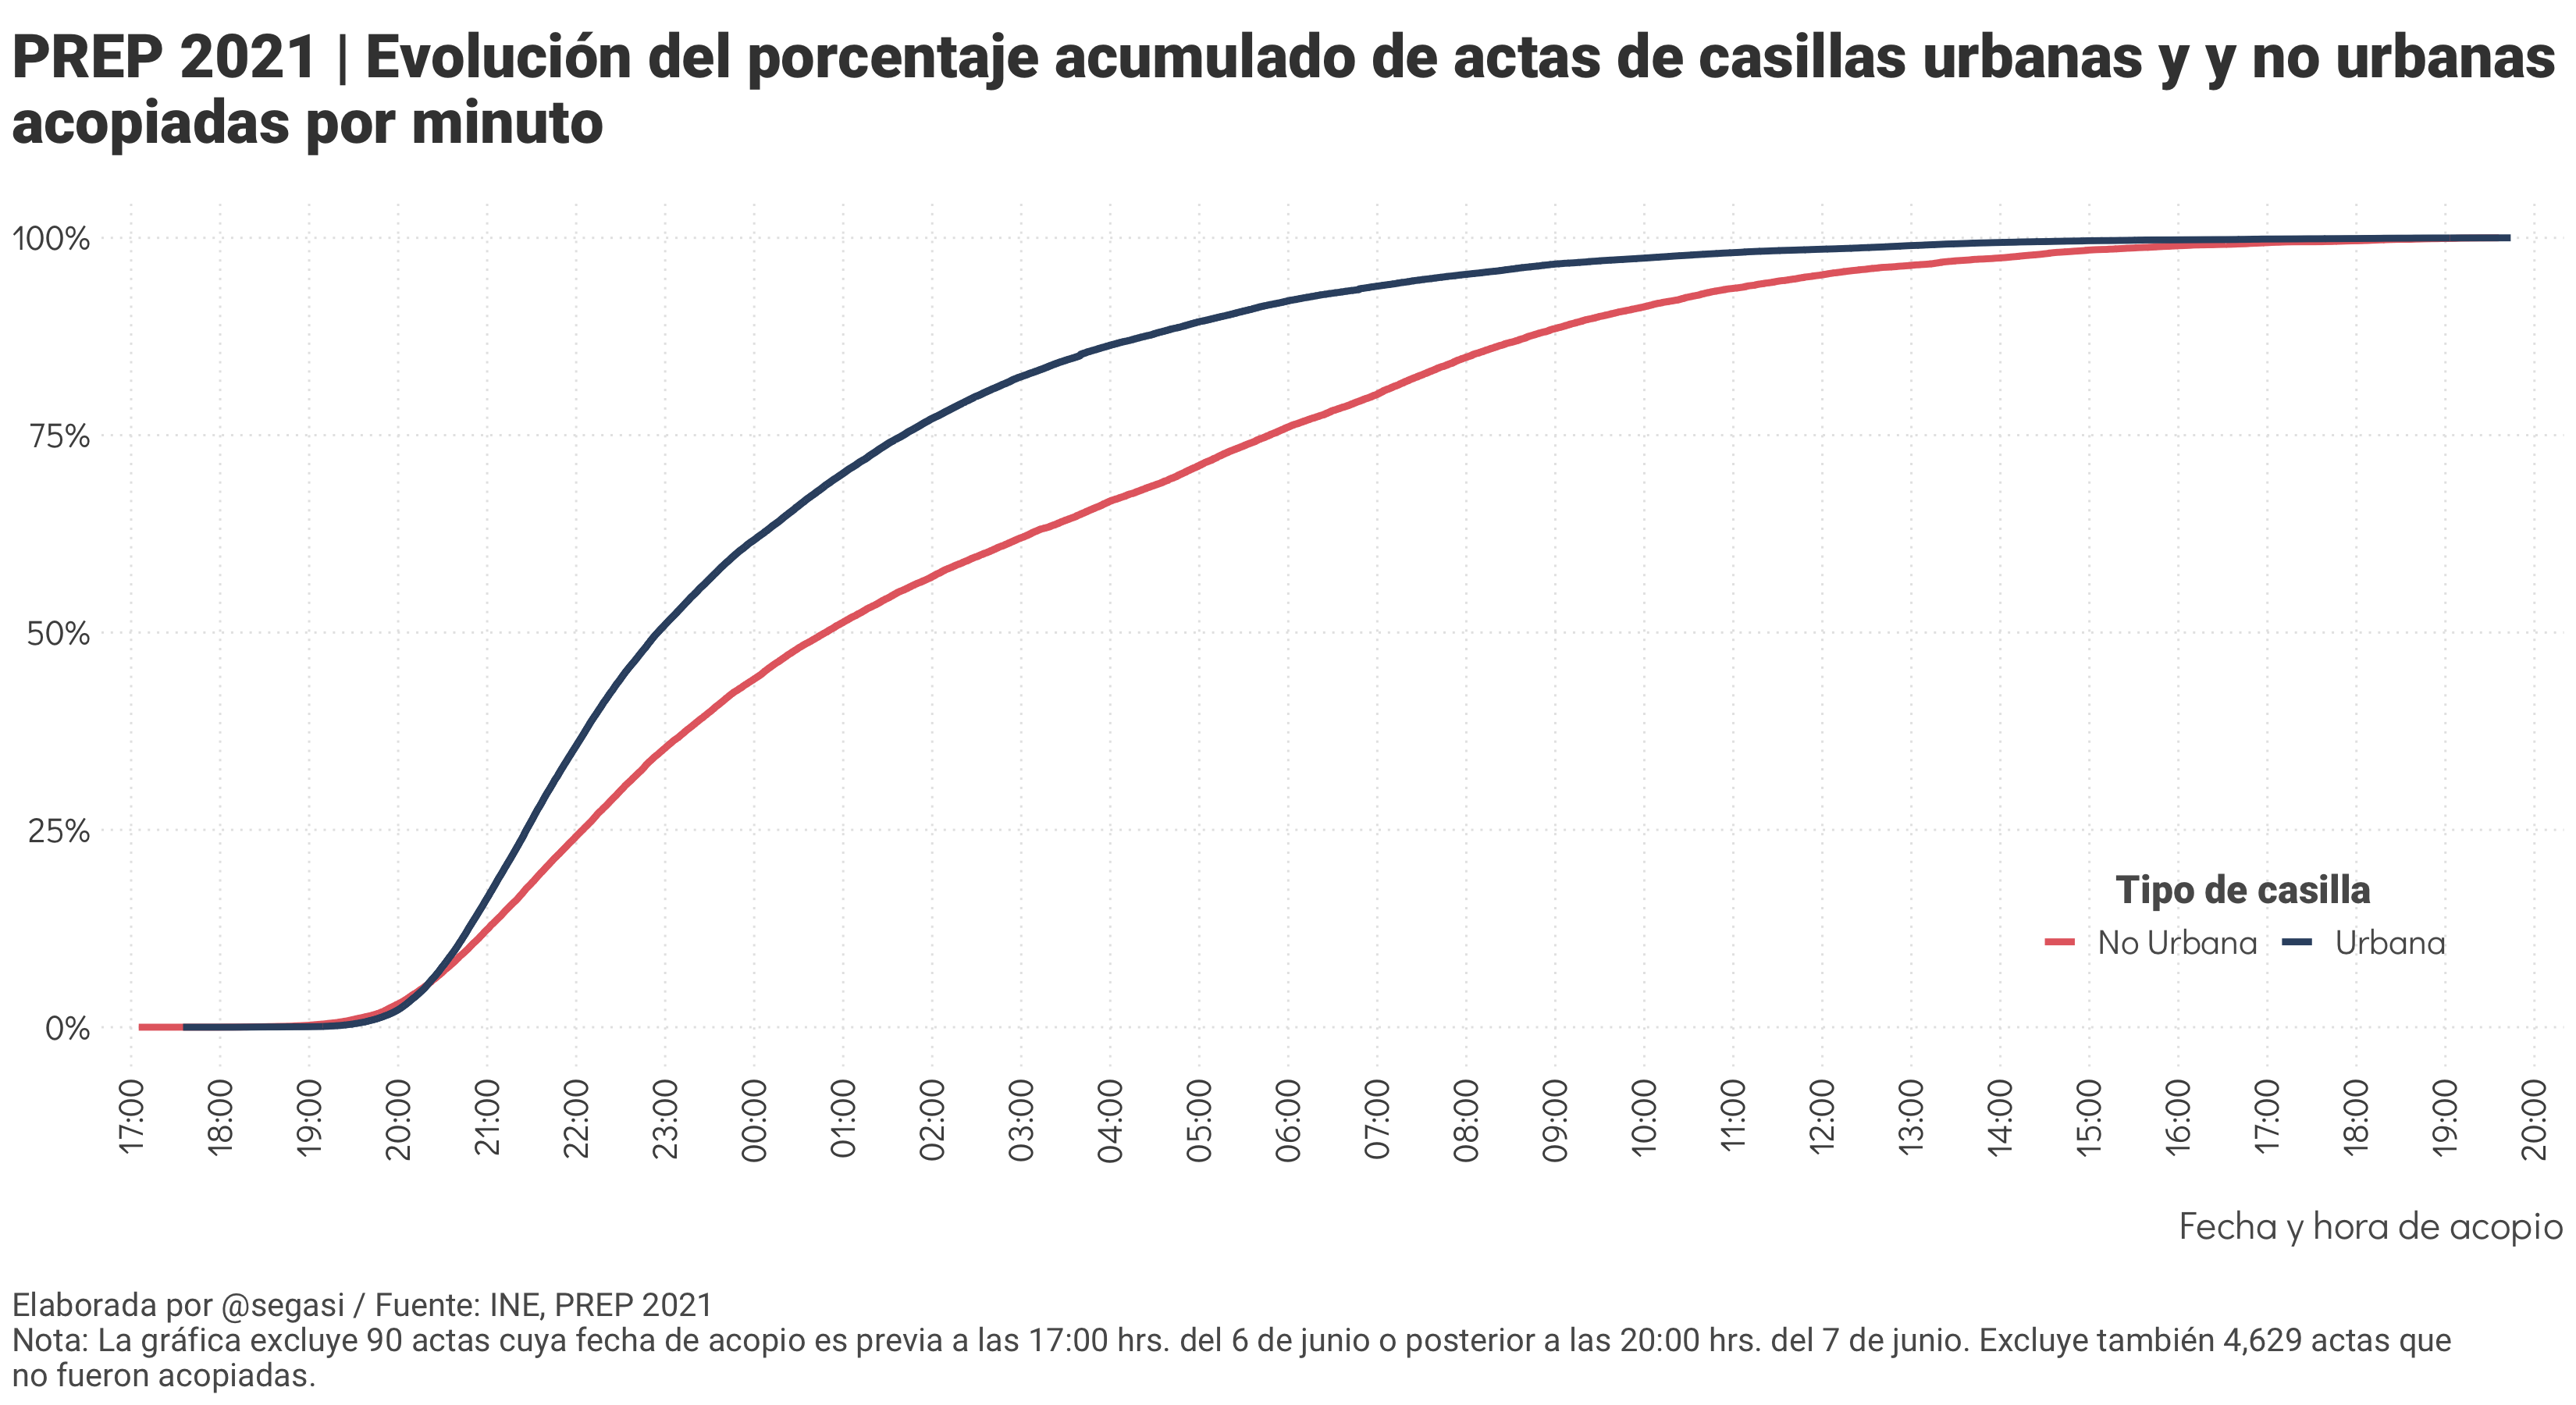 PREP 2021 | Evolución del porcentaje acumulado de actas de casillas urbanas y y no urbanas
acopiadas por minuto
100%
75%
50%
25%
0%
Tipo de casilla
No Urbana Urbana
17:00 18:00 19:00 20:00 21:00 22:00 23:00 00:00 01:00 02:00 03:00 04:00 05:00 06:00 07:00 08:00 09:00 10:00 11:00 12:00 13:00 14:00 15:00 16:00 17:00 18:00 19:00 20:00
Fecha y hora de acopio
Elaborada por @segasi / Fuente: INE, PREP 2021
Nota: La gráfica excluye 90 actas cuya fecha de acopio es previa a las 17:00 hrs. del 6 de junio o posterior a las 20:00 hrs. del 7 de junio. Excluye también 4,629 actas que
no fueron acopiadas.